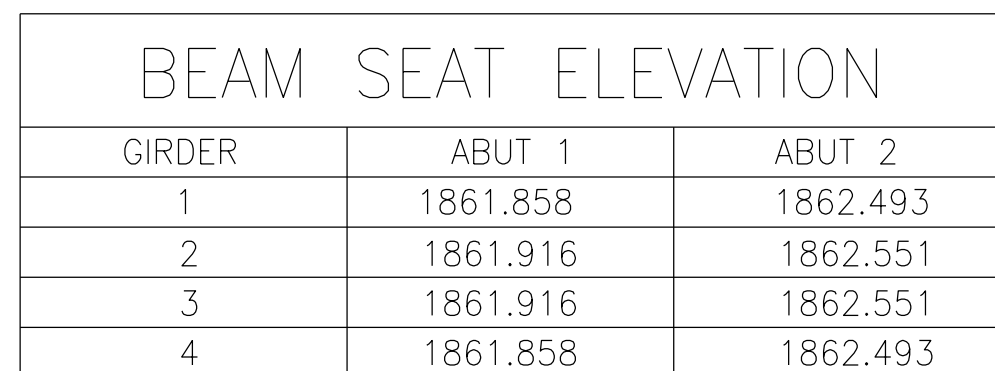 BEAM SEAT ELEVATION
GIRDER ABUT 1 ABUT 2
1 1861.858 1862.493
2 1861.916 1862.551
3 1861.916 1862.551
4 1861.858 1862.493